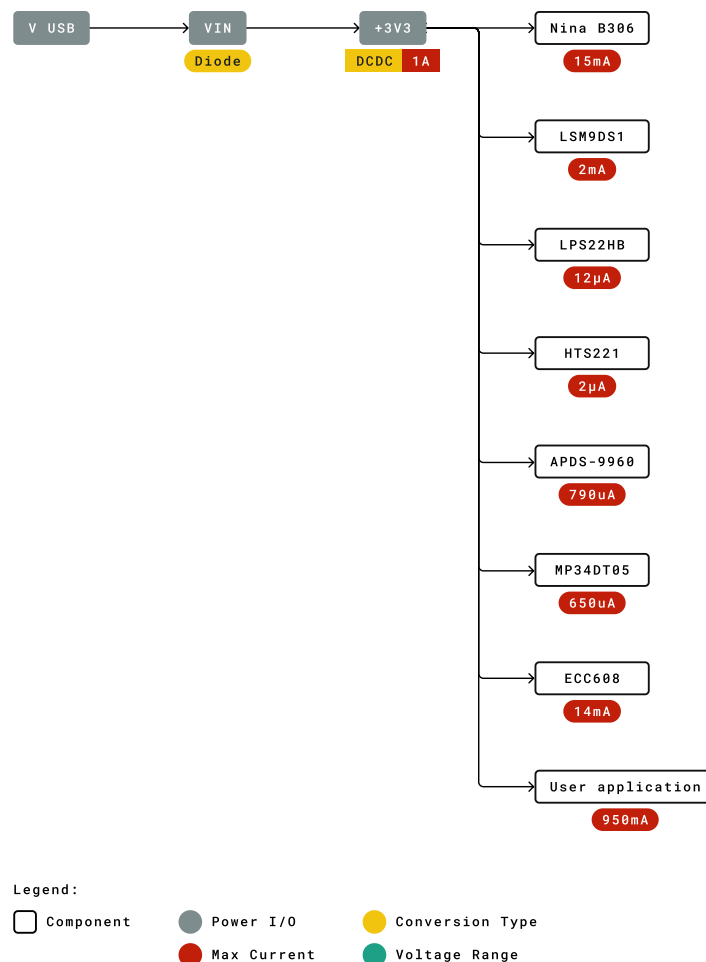 V USB
VIN
+3V3
Nina B306
Diode
DCDC
1A
15mA
LSM9DS1
2mA
LPS22HB
12µA
HTS221
2µA
APDS-9960
790uA
MP34DT05
650uA
ECC608
14mA
User application
950mA
Legend:
Component
Power I/O
Conversion Type
Max Current
Voltage Range